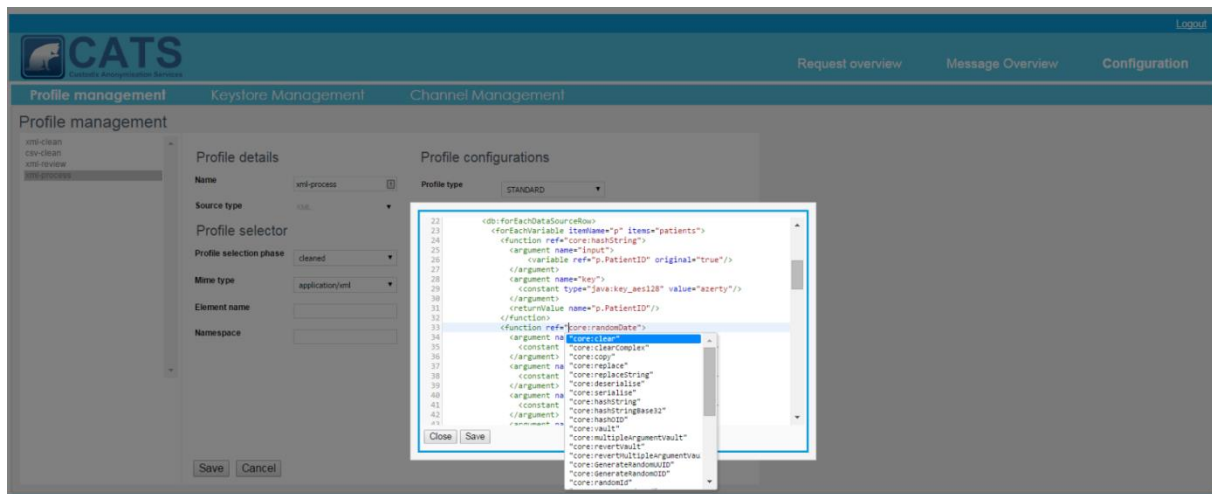 Logout
CATS
Custodix Anonymisation Services
Request overview
Message Overview
Configuration
Profile management
Keystore Management
Channel Management
Profile management
xml-clean
csv-clean
xml-review
xml-process
Profile details
Name
xml-process
Source type
XML
Profile selector
Profile selection phase
cleaned
Mime type
application/xml
Element name
Namespace
Save
Cancel
Profile configurations
Profile type
STANDARD
22 <db:forEachDataSourceRow>
23 <forEachVariable itemName="p" items="patients">
24 <function ref="core:hashString">
25 <argument name="input">
26 <variable ref="p.PatientID" original="true"/>
27 </argument>
28 <argument name="key">
29 <constant type="java:key_aes128" value="azerty"/>
30 </argument>
31 <returnValue name="p.PatientID"/>
32 </function>
33 <function ref="core:randomDate">
34 <argument na
35 <constant
36 </argument>
37 <argument na
38 <constant
39 </argument>
40 <argument na
41 <constant
42 </argument>
43 <argument na
"core:clear"
"core:clearComplex"
"core:copy"
"core:replace"
"core:replaceString"
"core:deserialise"
"core:serialise"
"core:hashString"
"core:hashStringBase32"
"core:hashOID"
"core:vault"
"core:multipleArgumentVault"
"core:revertVault"
"core:revertMultipleArgumentVau
"core:GenerateRandomUUID"
"core:GenerateRandomOID"
"core:randomId"
Close
Save